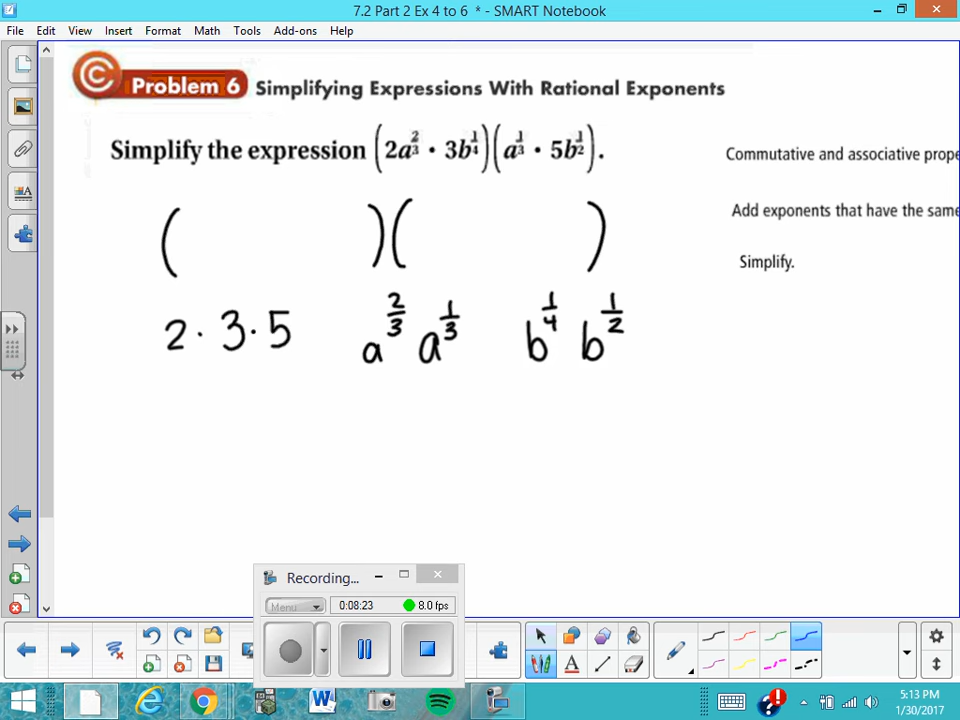 7.2 Part 2 Ex 4 to 6 * - SMART Notebook
File Edit View Insert Format Math Tools Add-ons Help
Problem 6 Simplifying Expressions With Rational Exponents
Simplify the expression (2a^{2/3} · 3b^{1/4})(a^{1/3} · 5b^{1/2}).
Commutative and associative prope
Add exponents that have the same
Simplify.
( )( )
2 · 3 · 5 a^{2/3} a^{1/3} b^{1/4} b^{1/2}
Recording...
Menu 0:08:23 8.0 fps
5:13 PM
1/30/2017